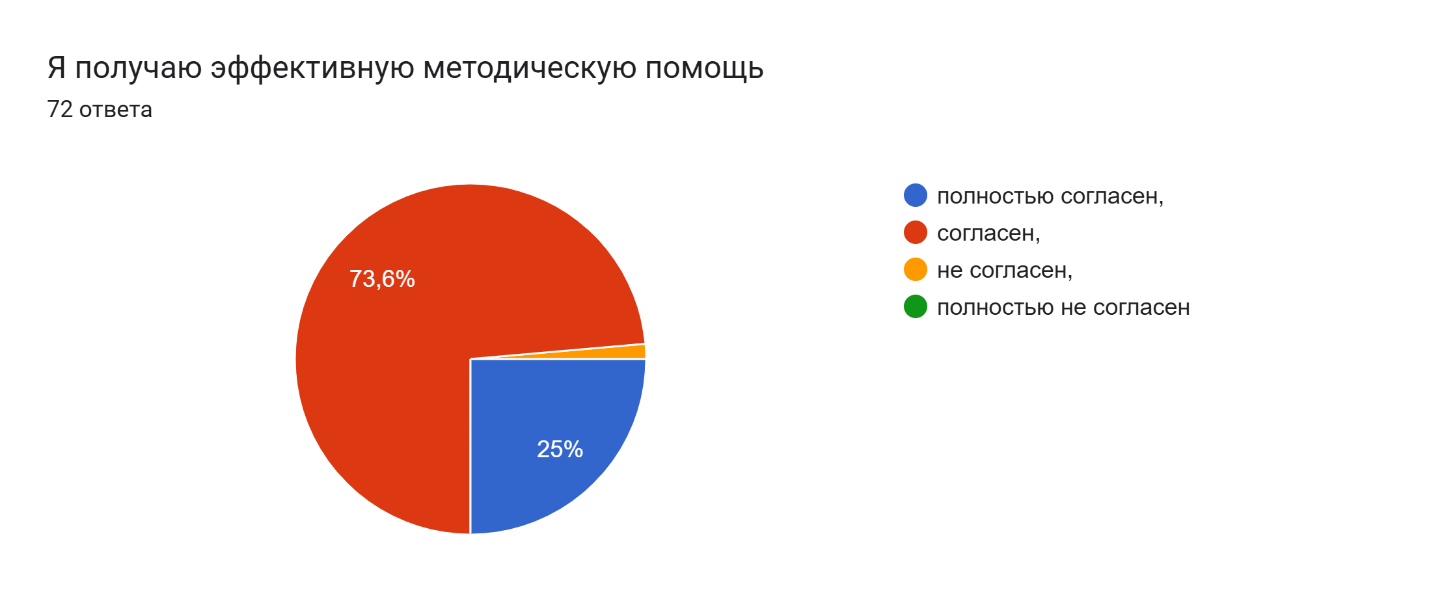 Я получаю эффективную методическую помощь
72 ответа
73,6%
25%
полностью согласен,
согласен,
не согласен,
полностью не согласен